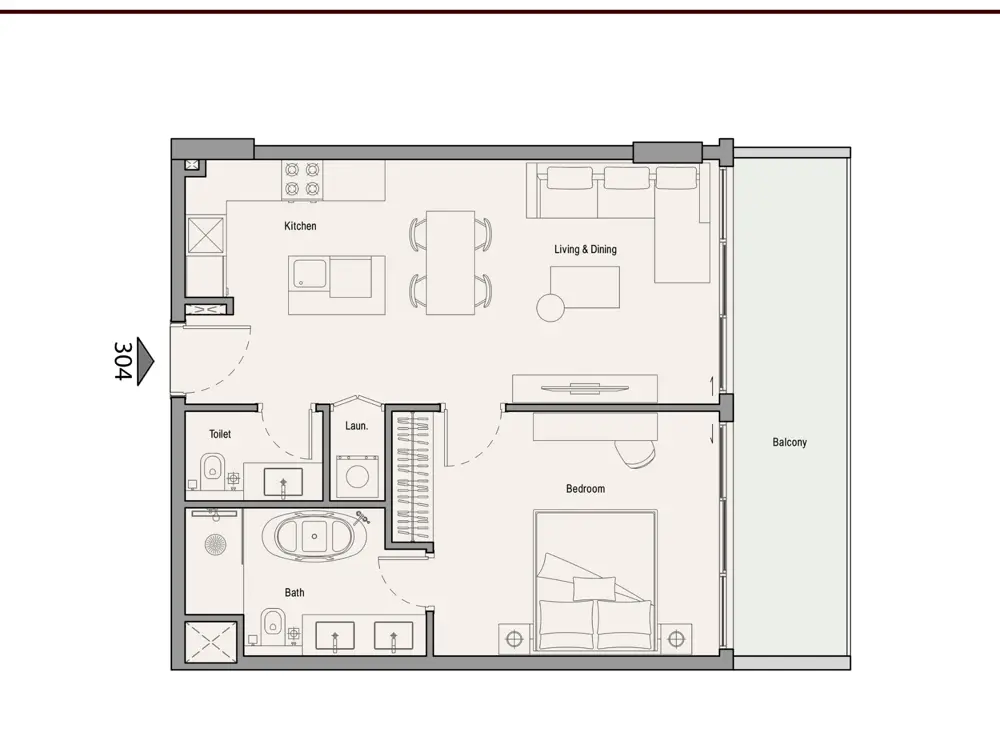 Kitchen
Living & Dining
304
Toilet
Laun.
Balcony
Bedroom
Bath